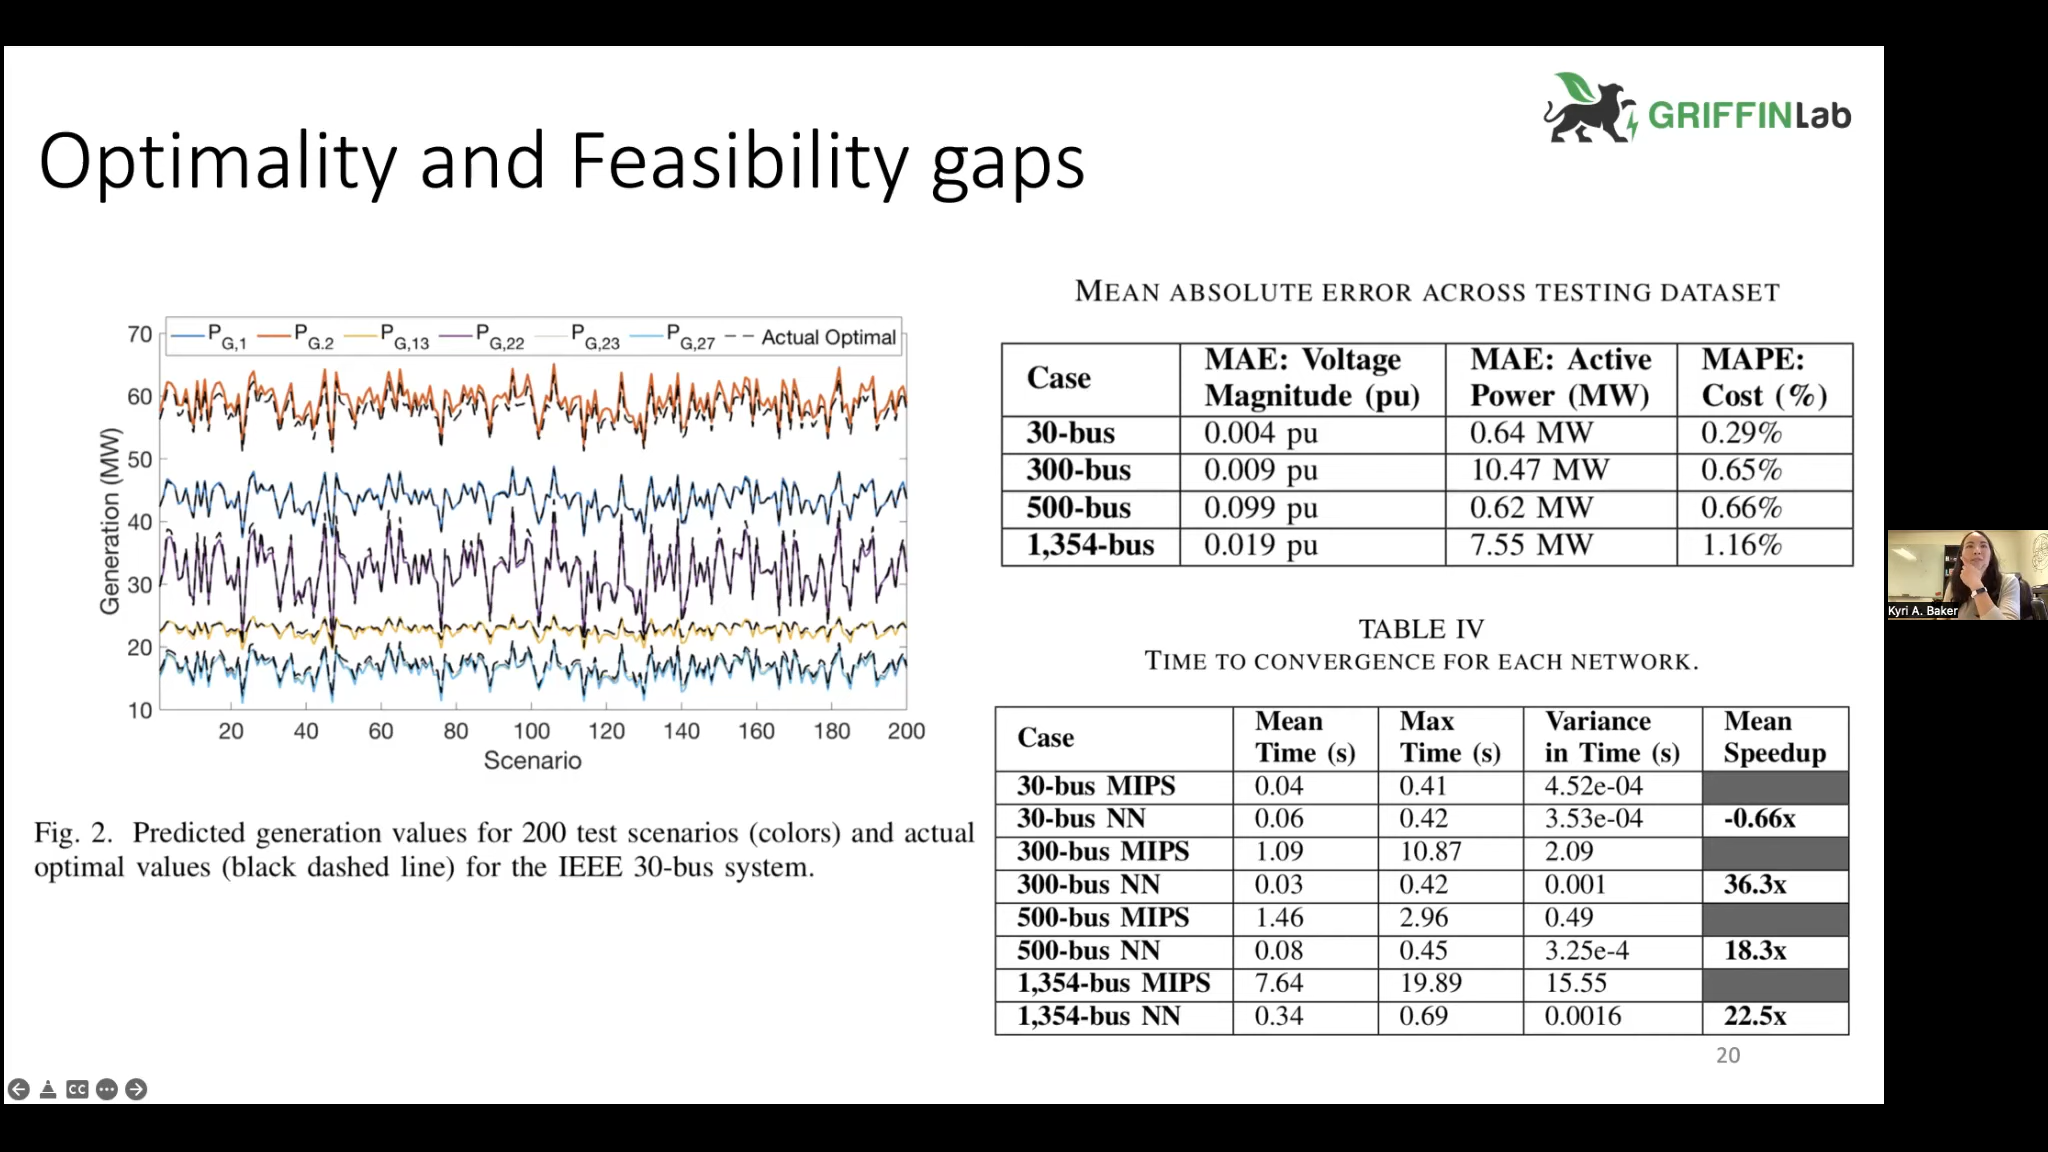 GRIFFINLab
Optimality and Feasibility gaps
P G,1 P G.2 P G,13 P G,22 P G,23 P G,27 Actual Optimal
70
60
50
40
30
20
10
Generation (MW)
20 40 60 80 100 120 140 160 180 200
Scenario
Fig. 2. Predicted generation values for 200 test scenarios (colors) and actual
optimal values (black dashed line) for the IEEE 30-bus system.
MEAN ABSOLUTE ERROR ACROSS TESTING DATASET
Case MAE: Voltage Magnitude (pu) MAE: Active Power (MW) MAPE: Cost (%)
30-bus 0.004 pu 0.64 MW 0.29%
300-bus 0.009 pu 10.47 MW 0.65%
500-bus 0.099 pu 0.62 MW 0.66%
1,354-bus 0.019 pu 7.55 MW 1.16%
TABLE IV
TIME TO CONVERGENCE FOR EACH NETWORK.
Case Mean Time (s) Max Time (s) Variance in Time (s) Mean Speedup
30-bus MIPS 0.04 0.41 4.52e-04
30-bus NN 0.06 0.42 3.53e-04 -0.66x
300-bus MIPS 1.09 10.87 2.09
300-bus NN 0.03 0.42 0.001 36.3x
500-bus MIPS 1.46 2.96 0.49
500-bus NN 0.08 0.45 3.25e-4 18.3x
1,354-bus MIPS 7.64 19.89 15.55
1,354-bus NN 0.34 0.69 0.0016 22.5x
20
CC
Kyri A. Baker